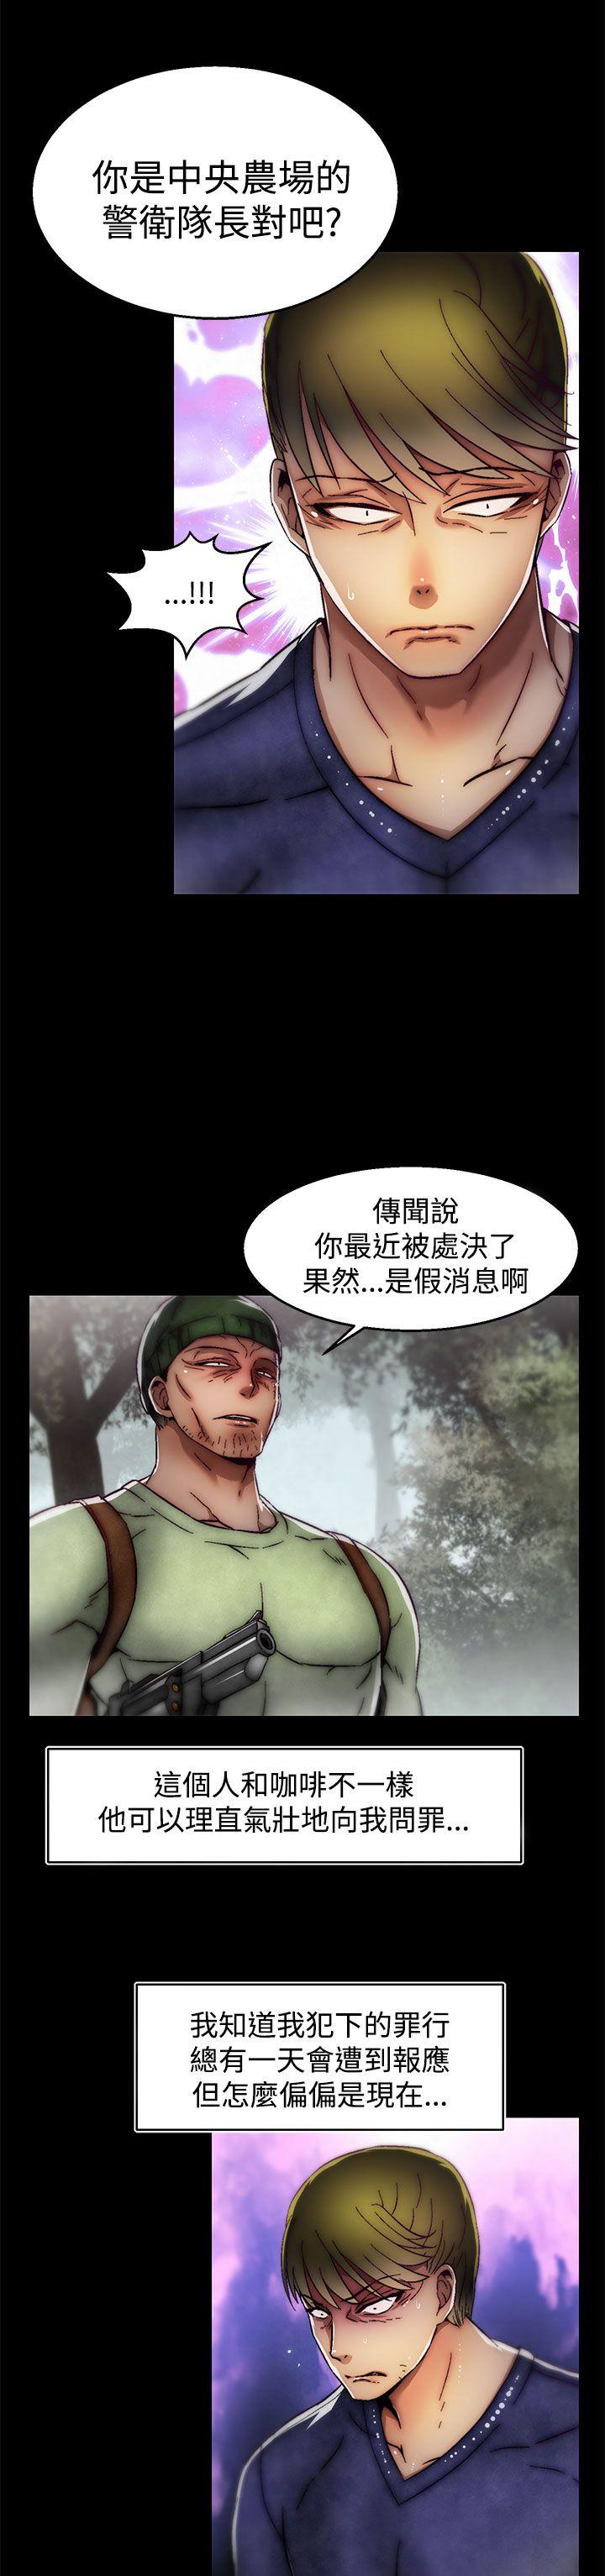 你是中央農場的
警衛隊長對吧?
...!!!
傳聞說
你最近被處決了
果然...是假消息啊
這個人和咖啡不一樣
他可以理直氣壯地向我問罪...
我知道我犯下的罪行
總有一天會遭到報應
但怎麼偏偏是現在...